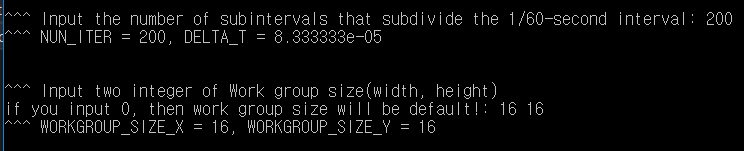 ^^^ Input the number of subintervals that subdivide the 1/60-second interval: 200
^^^ NUN_ITER = 200, DELTA_T = 8.333333e-05
^^^ Input two integer of Work group size(width, height)
if you input 0, then work group size will be default!: 16 16
^^^ WORKGROUP_SIZE_X = 16, WORKGROUP_SIZE_Y = 16